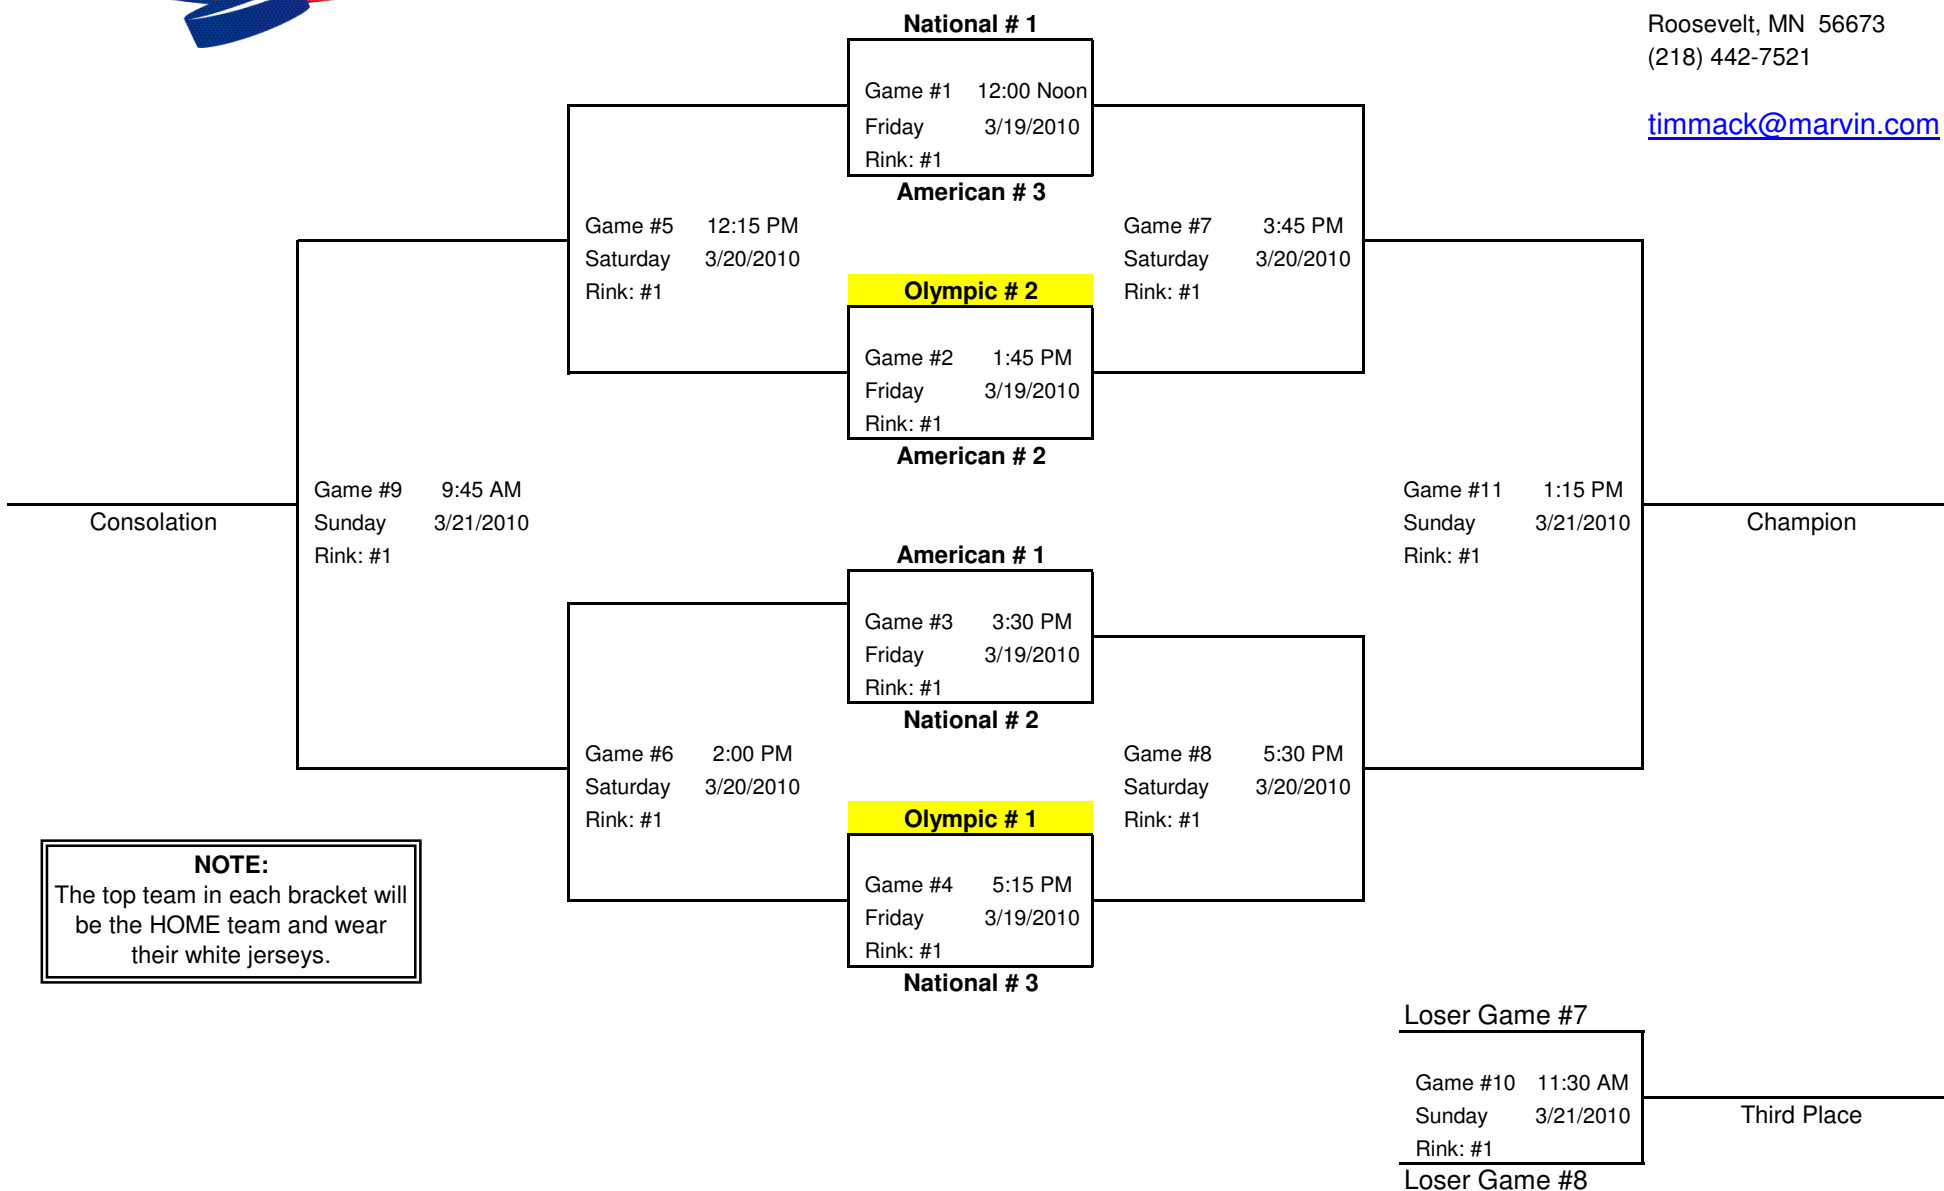 National # 1
Roosevelt, MN  56673
(218) 442-7521
timmack@marvin.com
Game #1 12:00 Noon
Friday 3/19/2010
Rink: #1
American # 3
Game #5 12:15 PM
Saturday 3/20/2010
Rink: #1
Game #7 3:45 PM
Saturday 3/20/2010
Rink: #1
Olympic # 2
Game #2 1:45 PM
Friday 3/19/2010
Rink: #1
American # 2
Consolation
Game #9 9:45 AM
Sunday 3/21/2010
Rink: #1
Game #11 1:15 PM
Sunday 3/21/2010
Rink: #1
Champion
American # 1
Game #3 3:30 PM
Friday 3/19/2010
Rink: #1
National # 2
Game #6 2:00 PM
Saturday 3/20/2010
Rink: #1
Game #8 5:30 PM
Saturday 3/20/2010
Rink: #1
Olympic # 1
Game #4 5:15 PM
Friday 3/19/2010
Rink: #1
National # 3
NOTE:
The top team in each bracket will
be the HOME team and wear
their white jerseys.
Loser Game #7
Game #10 11:30 AM
Sunday 3/21/2010
Rink: #1
Loser Game #8
Third Place